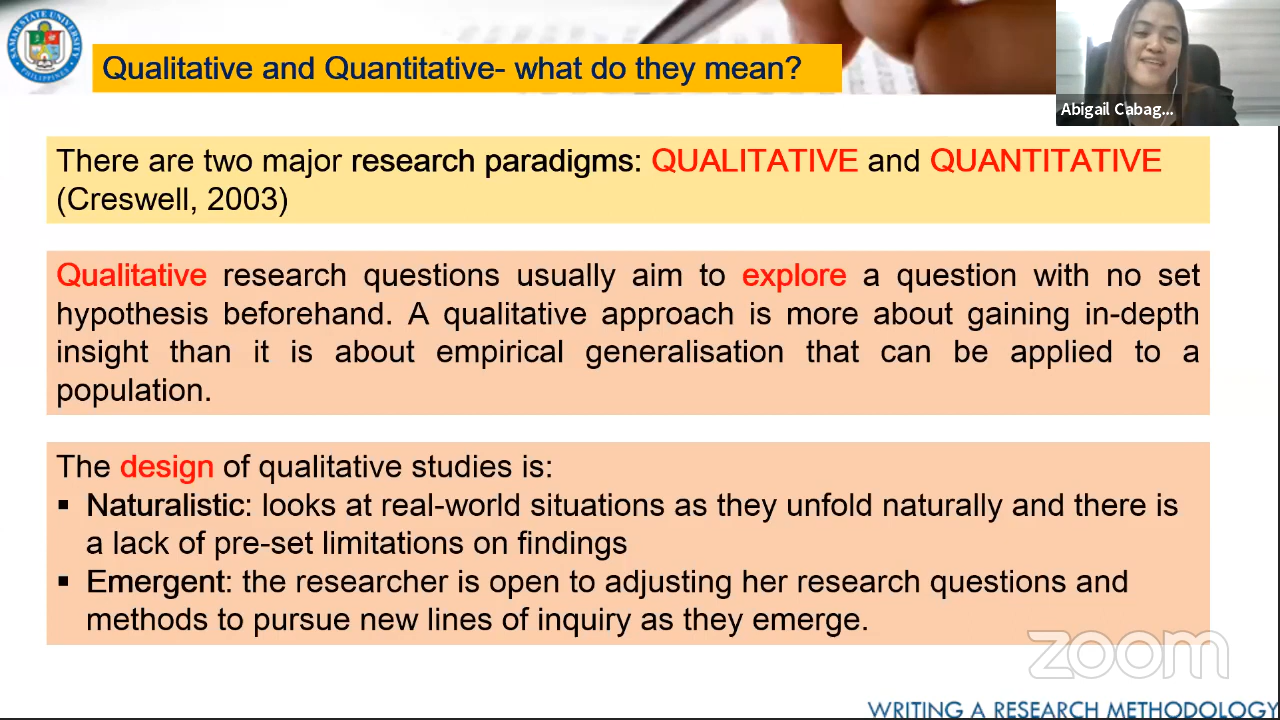 SAMAR STATE UNIVERSITY
PHILIPPINES
Qualitative and Quantitative- what do they mean?
Abigail Cabag...
There are two major research paradigms: QUALITATIVE and QUANTITATIVE
(Creswell, 2003)
Qualitative research questions usually aim to explore a question with no set
hypothesis beforehand. A qualitative approach is more about gaining in-depth
insight than it is about empirical generalisation that can be applied to a
population.
The design of qualitative studies is:
▪ Naturalistic: looks at real-world situations as they unfold naturally and there is
a lack of pre-set limitations on findings
▪ Emergent: the researcher is open to adjusting her research questions and
methods to pursue new lines of inquiry as they emerge.
zoom
WRITING A RESEARCH METHODOLOGY